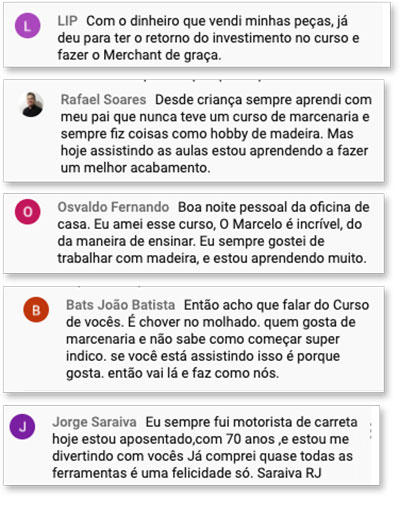 L LIP Com o dinheiro que vendi minhas peças, já
deu para ter o retorno do investimento no curso e
fazer o Merchant de graça.
Rafael Soares Desde criança sempre aprendi com
meu pai que nunca teve um curso de marcenaria e
sempre fiz coisas como hobby de madeira. Mas
hoje assistindo as aulas estou aprendendo a fazer
um melhor acabamento.
O Osvaldo Fernando Boa noite pessoal da oficina de
casa. Eu amei esse curso, O Marcelo é incrível, do
da maneira de ensinar. Eu sempre gostei de
trabalhar com madeira, e estou aprendendo muito.
B Bats João Batista Então acho que falar do Curso
de vocês. É chover no molhado. quem gosta de
marcenaria e não sabe como começar super
indico. se você está assistindo isso é porque
gosta. então vai lá e faz como nós.
J Jorge Saraiva Eu sempre fui motorista de carreta
hoje estou aposentado,com 70 anos ,e estou me
divertindo com vocês Já comprei quase todas as
ferramentas é uma felicidade só. Saraiva RJ